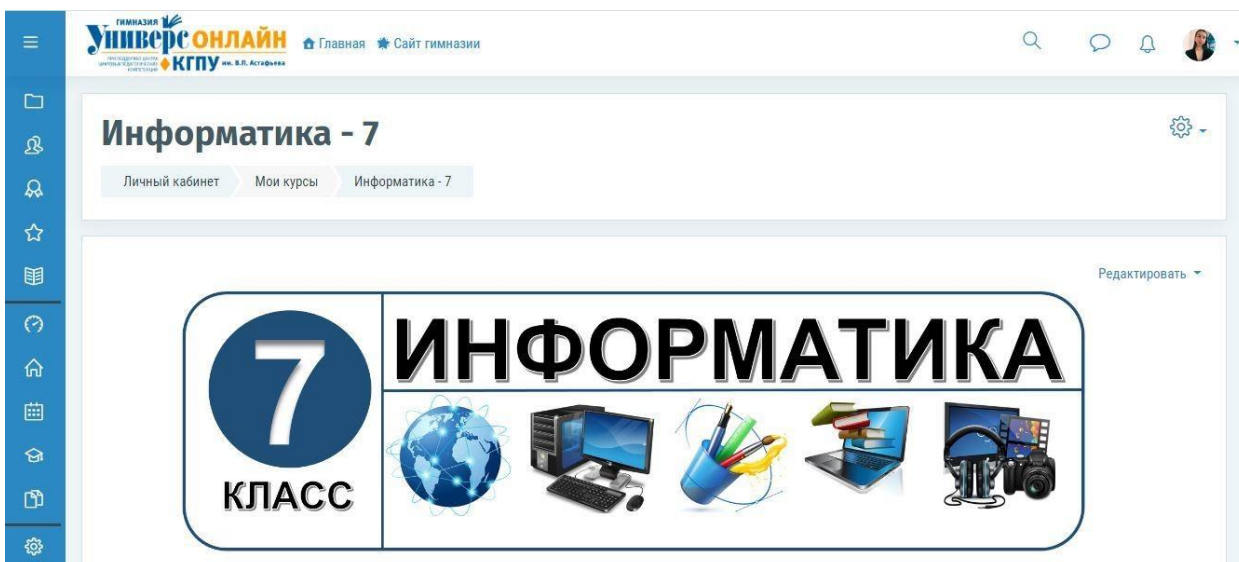 ГИМНАЗИЯ
Универс ОНЛАЙН
КГПУ им. В.П. Астафьева
Главная
Сайт гимназии
Информатика - 7
Личный кабинет
Мои курсы
Информатика - 7
Редактировать
7
КЛАСС
ИНФОРМАТИКА